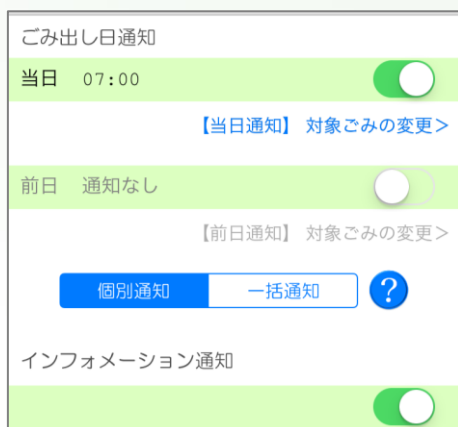 ごみ出し日通知
当日 07:00
【当日通知】 対象ごみの変更>
前日 通知なし
【前日通知】 対象ごみの変更>
個別通知 一括通知 ?
インフォメーション通知